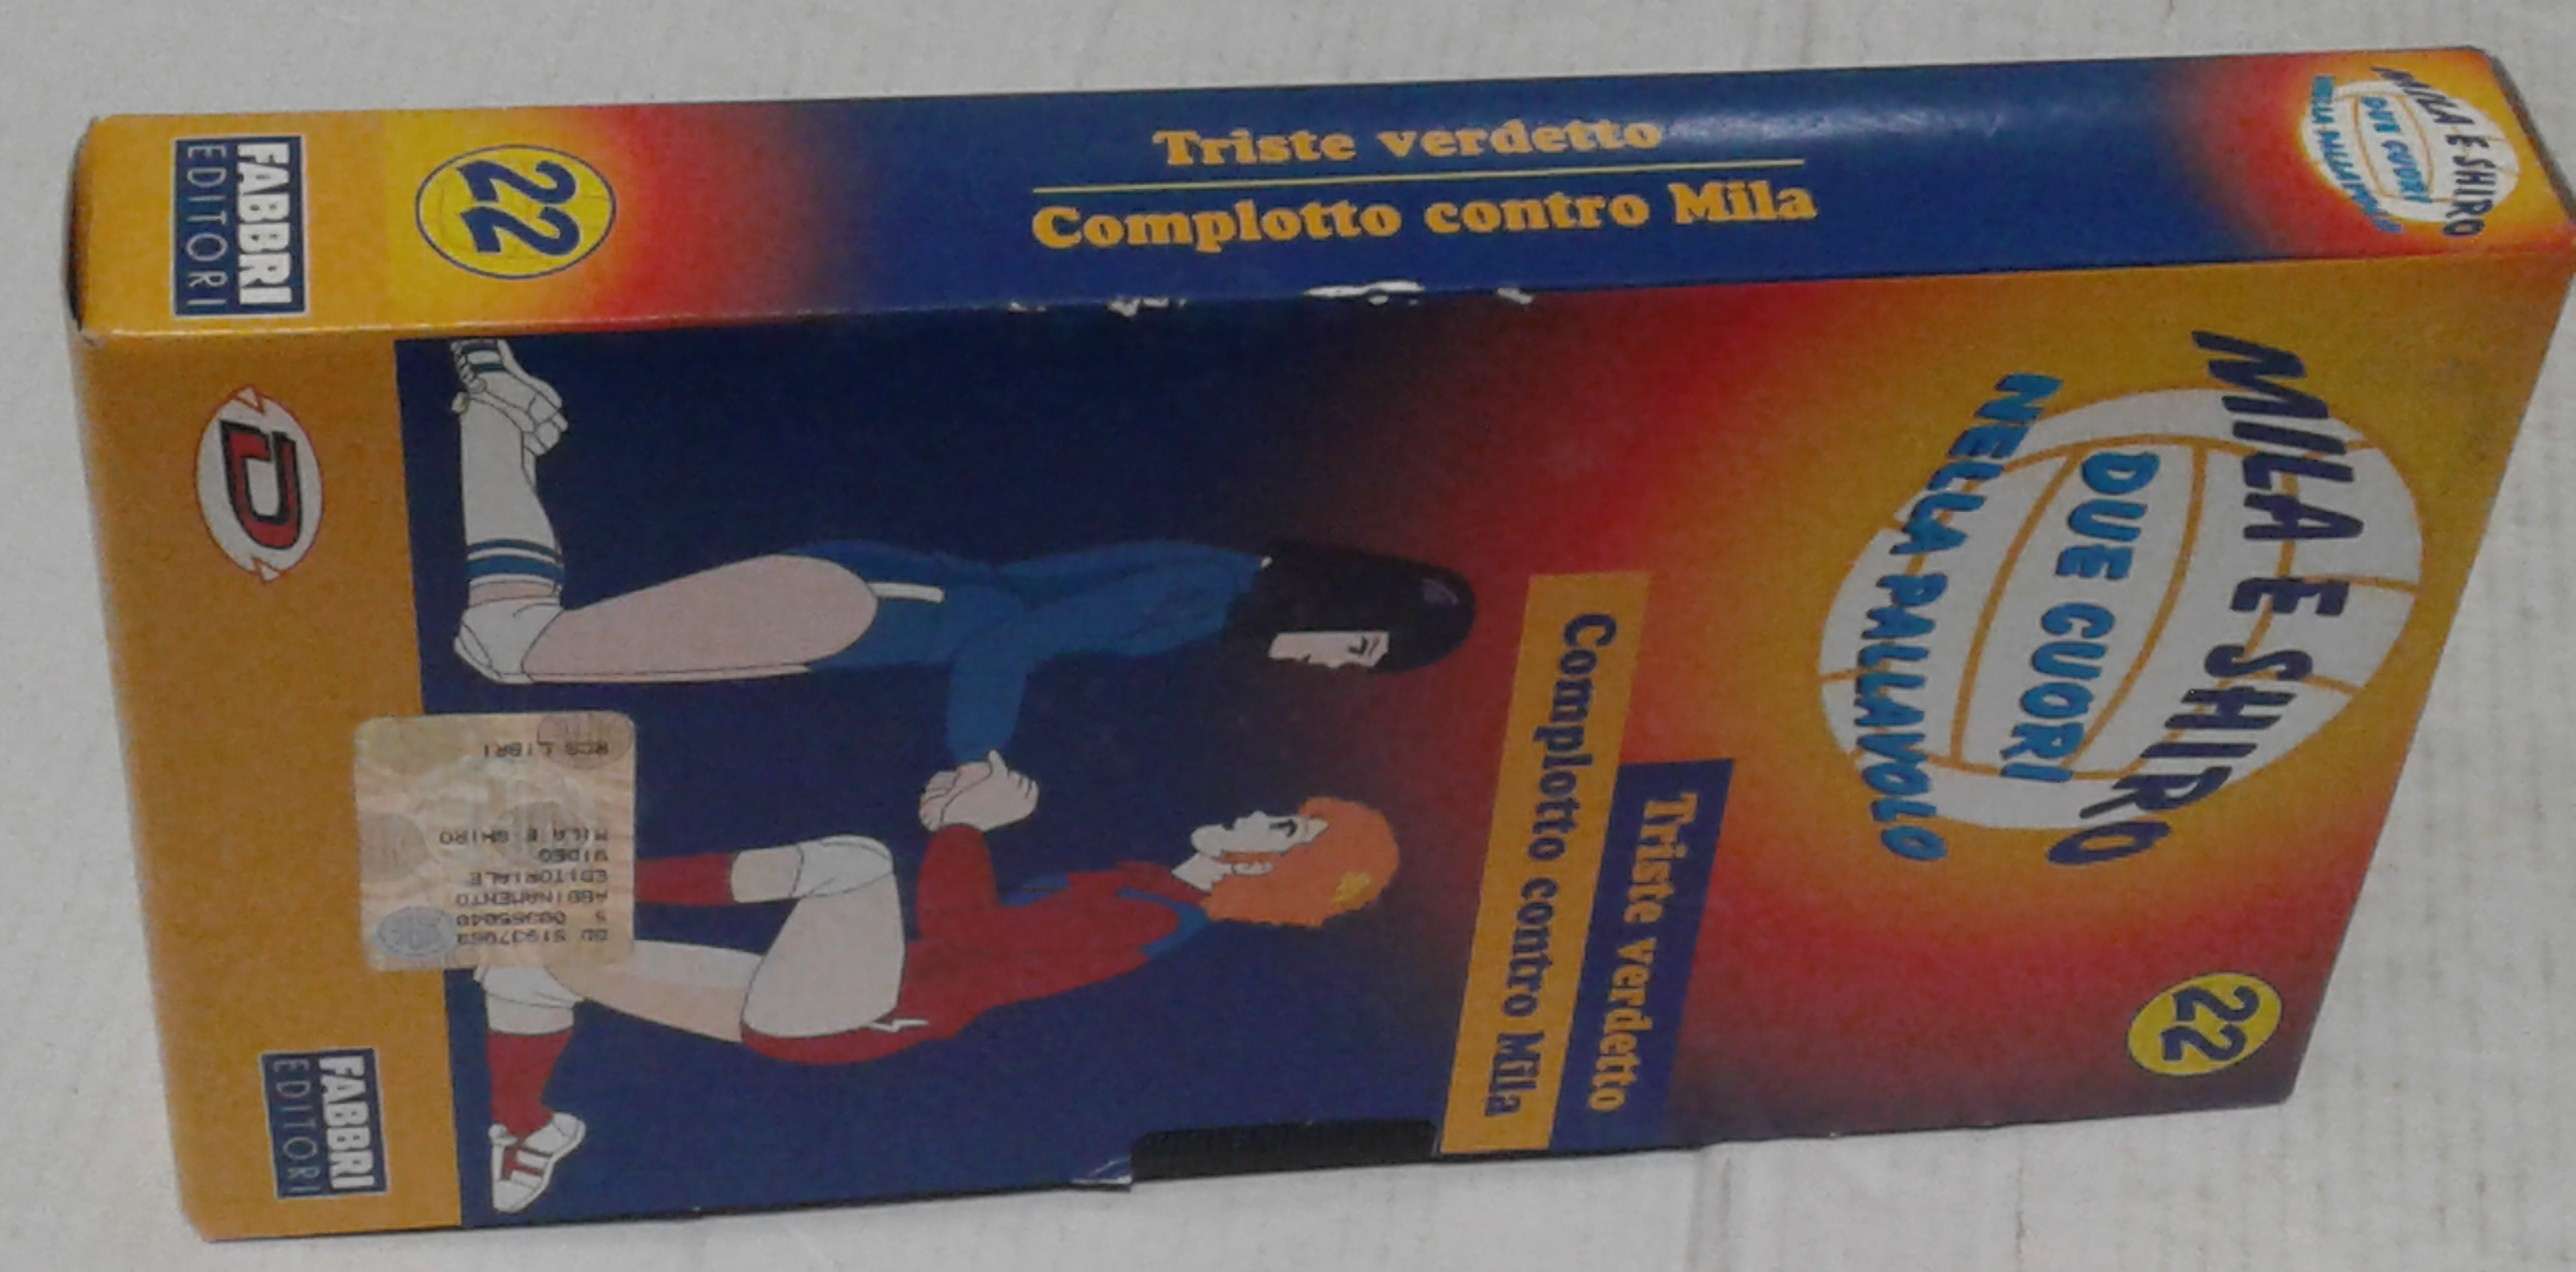 MILA E SHIRO
DUE CUORI
NELLA PALLAVOLO
Triste verdetto
Complotto contro Mila
22
FABBRI
EDITORI
MILA E SHIRO
DUE CUORI
NELLA PALLAVOLO
22
Triste verdetto
Complotto contro Mila
D
RCS LIBRI
MILA E SHIRO
VIDEO
EDITORIALE
ABBINAMENTO
FABBRI
EDITORI